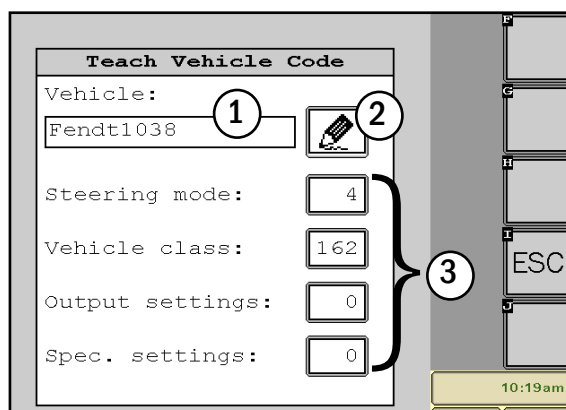 Teach Vehicle Code
Vehicle:
Fendt1038
1
2
Steering mode: 4
Vehicle class: 162
Output settings: 0
Spec. settings: 0
3
F
G
H
I
ESC
J
10:19am